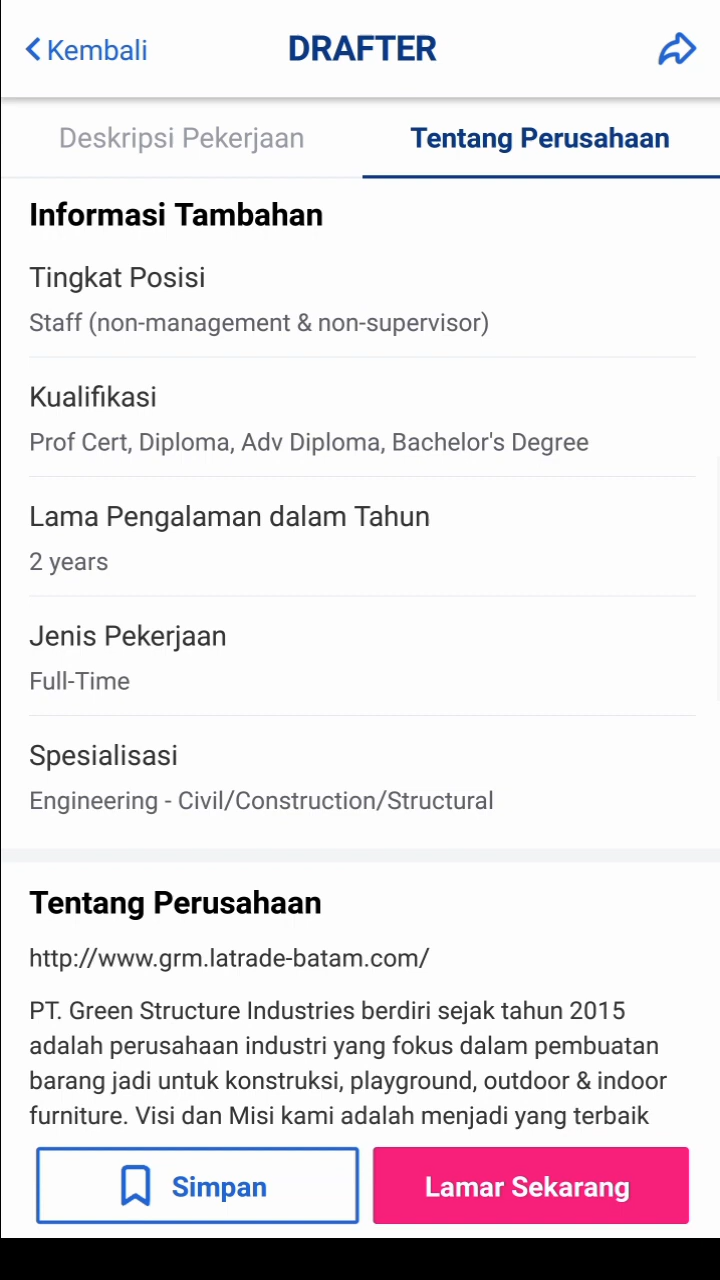 Kembali
DRAFTER
Deskripsi Pekerjaan
Tentang Perusahaan
Informasi Tambahan
Tingkat Posisi
Staff (non-management & non-supervisor)
Kualifikasi
Prof Cert, Diploma, Adv Diploma, Bachelor's Degree
Lama Pengalaman dalam Tahun
2 years
Jenis Pekerjaan
Full-Time
Spesialisasi
Engineering - Civil/Construction/Structural
Tentang Perusahaan
http://www.grm.latrade-batam.com/
PT. Green Structure Industries berdiri sejak tahun 2015
adalah perusahaan industri yang fokus dalam pembuatan
barang jadi untuk konstruksi, playground, outdoor & indoor
furniture. Visi dan Misi kami adalah menjadi yang terbaik
Simpan
Lamar Sekarang